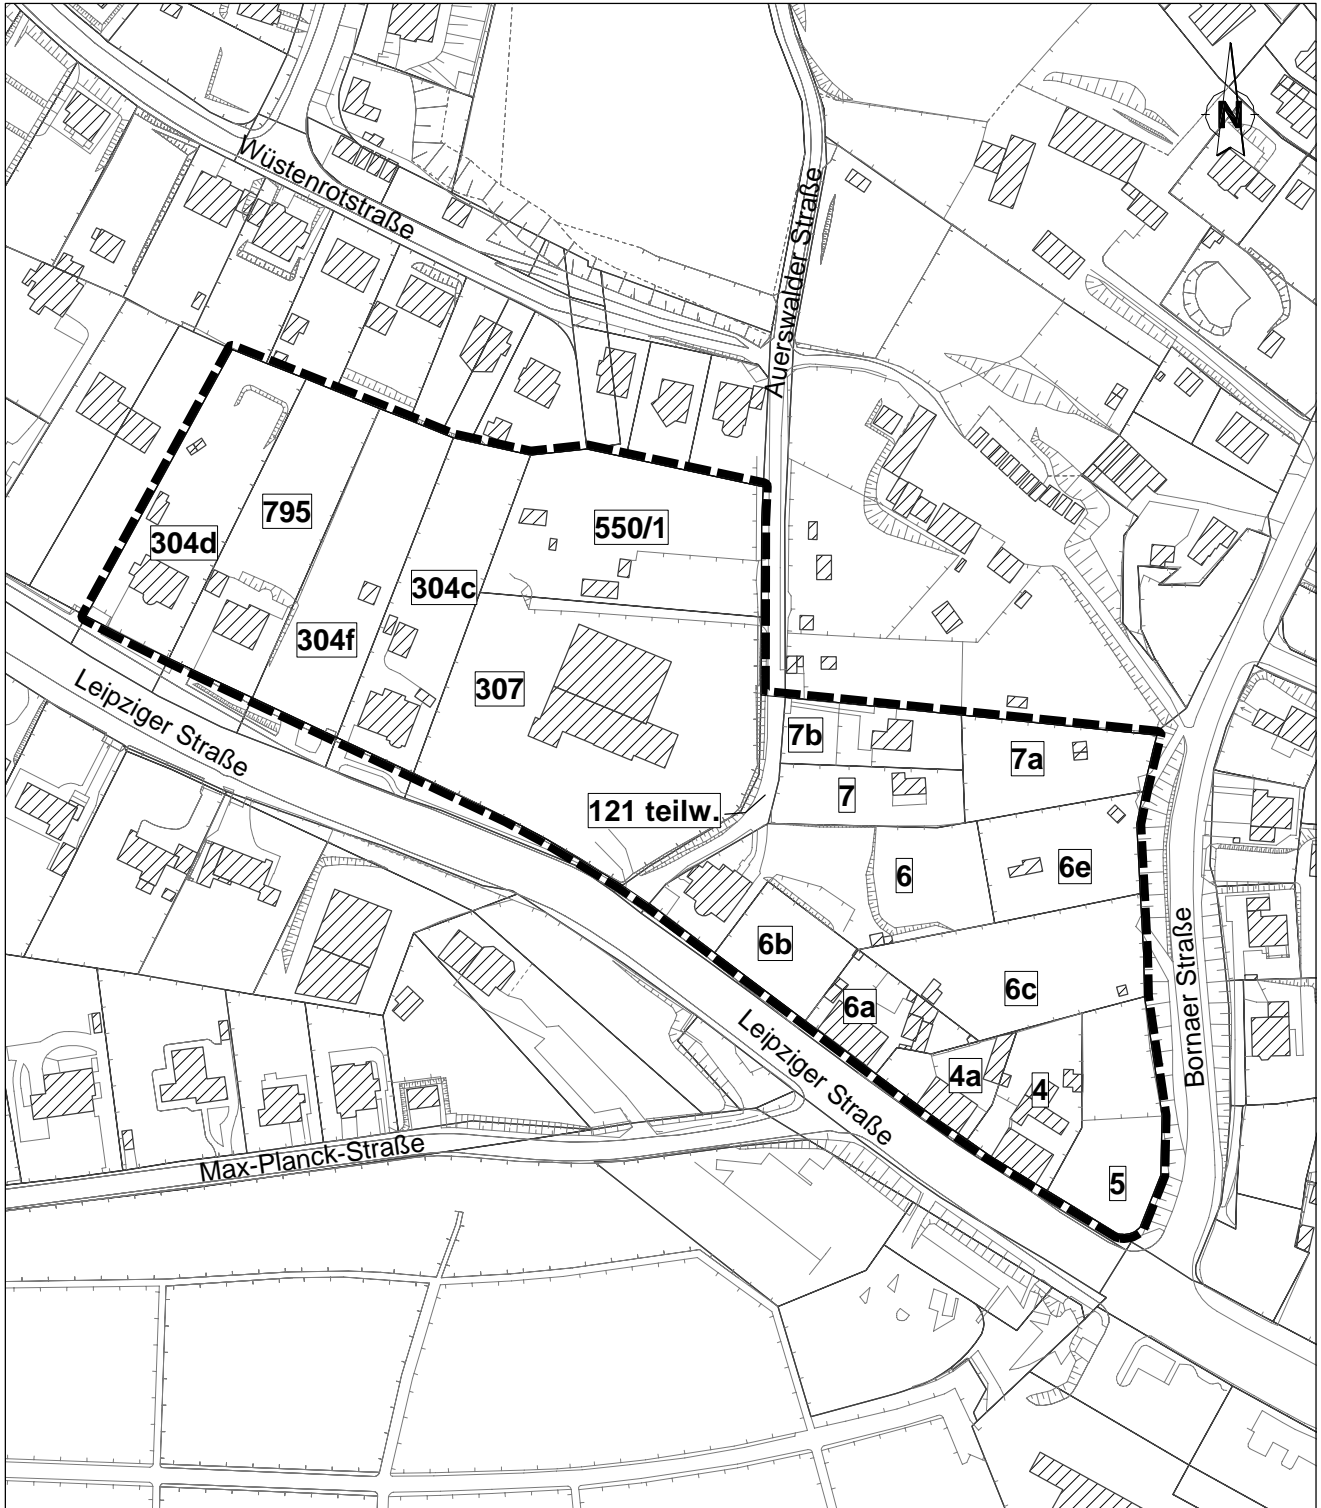 N
Wüstenrotstraße
Auerswalder Straße
795
550/1
304d
304c
304f
307
Leipziger Straße
7b
7a
7
121 teilw.
6
6e
6b
6c
6a
Leipziger Straße
Bornaer Straße
4a
4
Max-Planck-Straße
5